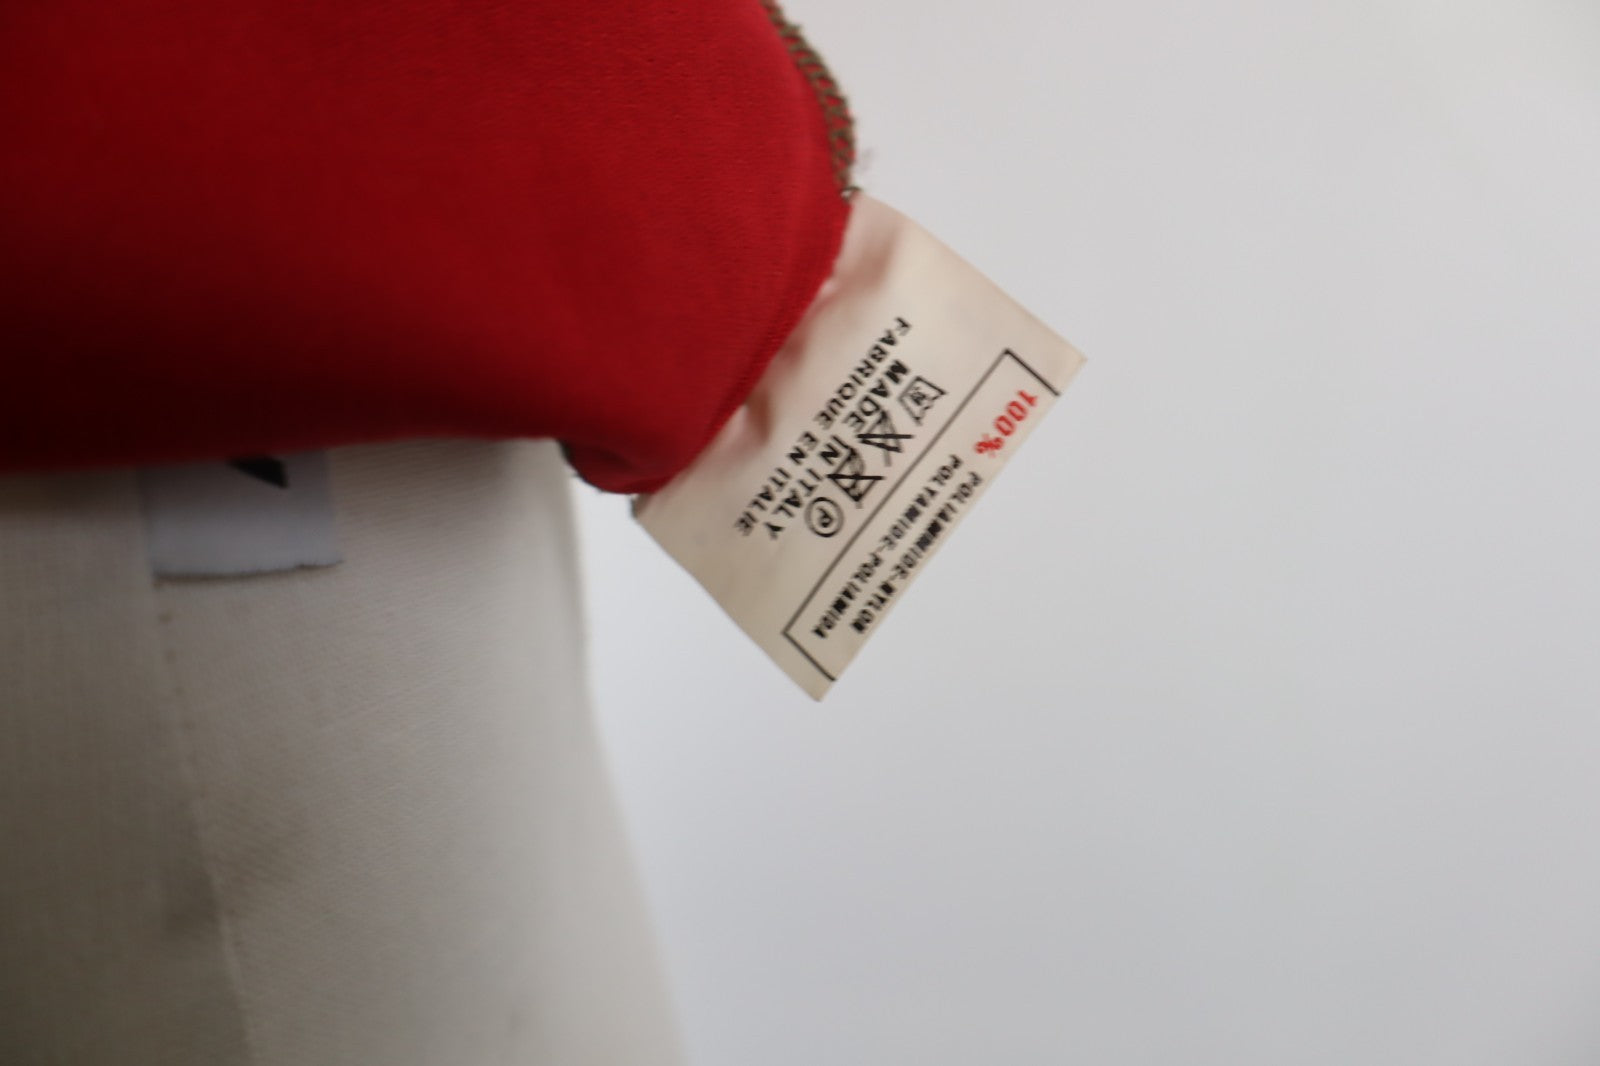 100%
POLIAMMIDE-NYLON
POLYAMIDE-POLIAMIDA
P
MADE IN ITALY
FABRIQUE EN ITALIE